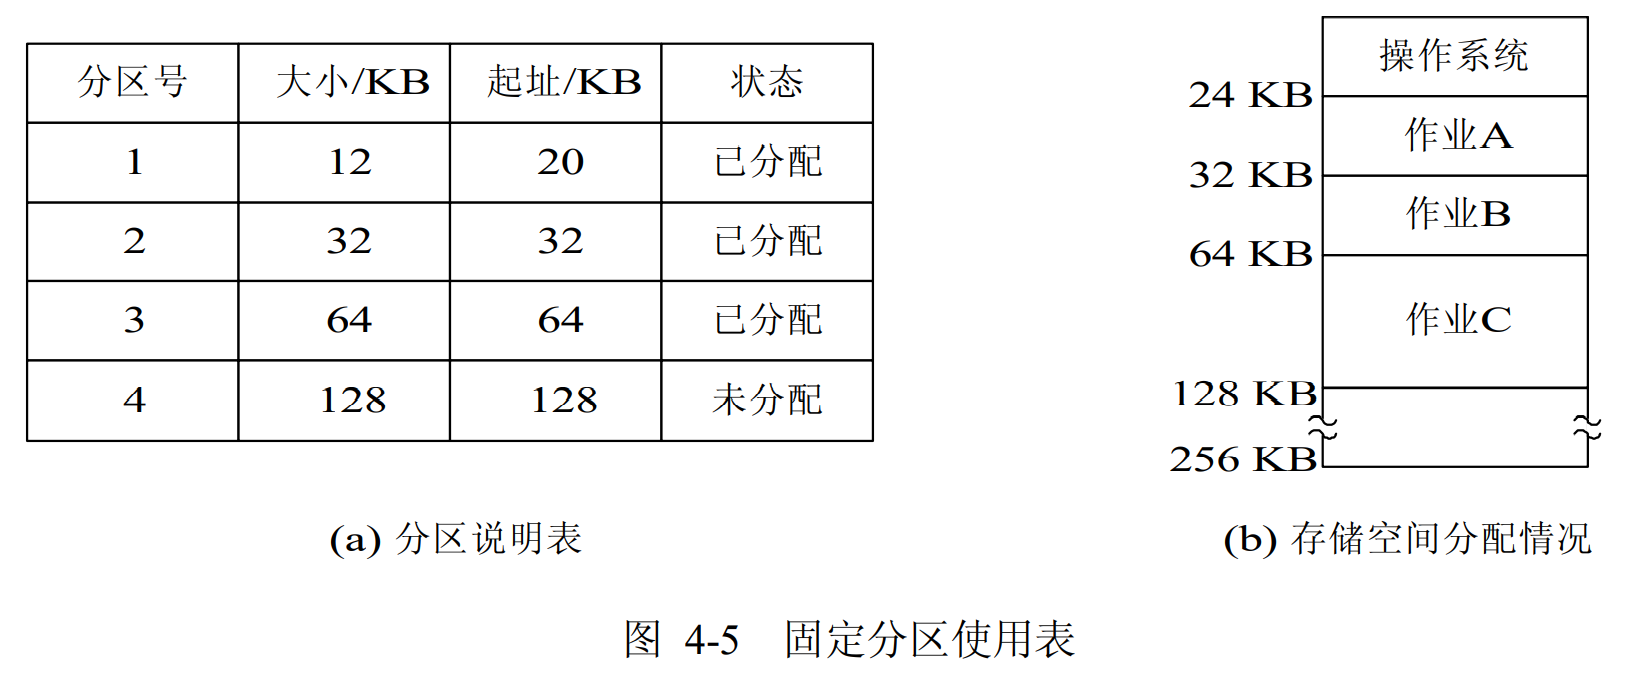 分区号 大小/KB 起址/KB 状态
1 12 20 已分配
2 32 32 已分配
3 64 64 已分配
4 128 128 未分配
(a) 分区说明表
操作系统
24 KB
作业A
32 KB
作业B
64 KB
作业C
128 KB
256 KB
(b) 存储空间分配情况
图 4-5 固定分区使用表